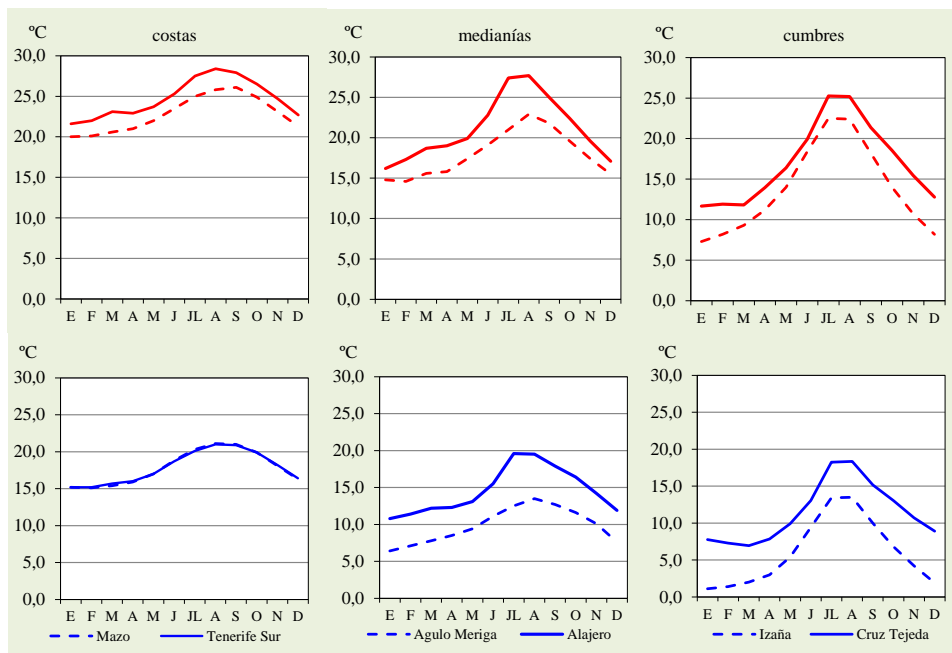 ºC costas
30,0
25,0
20,0
15,0
10,0
5,0
0,0
E F M A M J JL A S O N D
ºC medianías
30,0
25,0
20,0
15,0
10,0
5,0
0,0
E F M A M J JL A S O N D
ºC cumbres
30,0
25,0
20,0
15,0
10,0
5,0
0,0
E F M A M J JL A S O N D
ºC
30,0
25,0
20,0
15,0
10,0
5,0
0,0
E F M A M J JL A S O N D
Mazo Tenerife Sur
ºC
30,0
25,0
20,0
15,0
10,0
5,0
0,0
E F M A M J JL A S O N D
Agulo Meriga Alajero
ºC
30,0
25,0
20,0
15,0
10,0
5,0
0,0
E F M A M J JL A S O N D
Izaña Cruz Tejeda